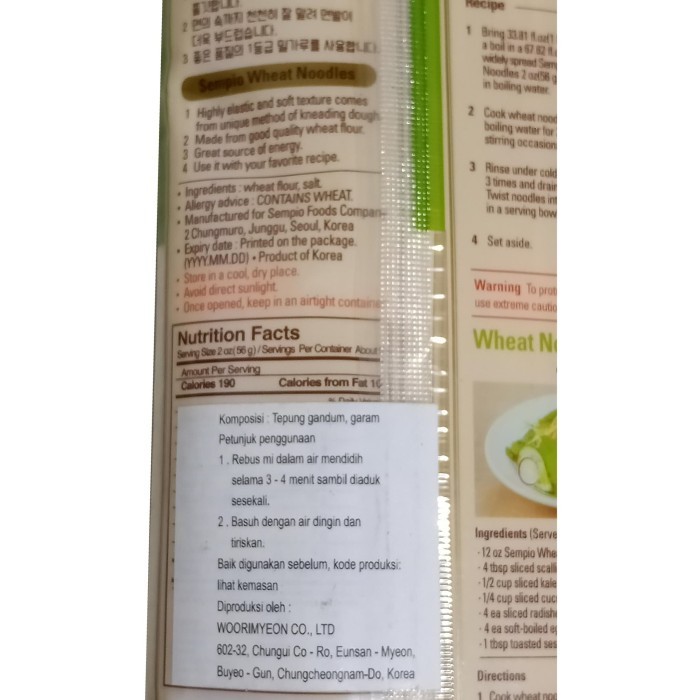 2 면의 속까지 천천히 잘 말려 면발이
더욱 부드럽습니다.
3 좋은 품질의 1등급 밀가루를 사용합니다.
Sempio Wheat Noodles
1 Highly elastic and soft texture comes
from unique method of kneading dough
2 Made from good quality wheat flour.
3 Great source of energy.
4 Use it with your favorite recipe.
• Ingredients : wheat flour, salt.
• Allergy advice : CONTAINS WHEAT.
• Manufactured for Sempio Foods Compan
2 Chungmuro, Junggu, Seoul, Korea
• Expiry date : Printed on the package.
(YYYY.MM.DD) • Product of Korea
• Store in a cool, dry place.
• Avoid direct sunlight.
• Once opened, keep in an airtight containe
Nutrition Facts
Serving Size 2 oz(56 g) / Servings Per Container About
Amount Per Serving
Calories 190 Calories from Fat 10
Komposisi : Tepung gandum, garam
Petunjuk penggunaan
1 . Rebus mi dalam air mendidih
selama 3 - 4 menit sambil diaduk
sesekali.
2 . Basuh dengan air dingin dan
tiriskan.
Baik digunakan sebelum, kode produksi:
lihat kemasan
Diproduksi oleh :
WOORIMYEON CO., LTD
602-32, Chungui Co - Ro, Eunsan - Myeon,
Buyeo - Gun, Chungcheongnam-Do, Korea
Recipe
1 Bring 33.81 fl.oz(1
a boil in a 67.62 fl.
widely spread Sem
Noodles 2 oz(56 g
in boiling water.
2 Cook wheat nood
boiling water for
stirring occasion
3 Rinse under cold
3 times and drain
Twist noodles int
in a serving bow
4 Set aside.
Warning To prot
use extreme cautio
Wheat N
Ingredients (Serve
- 12 oz Sempio Whe
- 4 tbsp sliced scalli
- 1/2 cup sliced kale
- 1/4 cup sliced cuc
- 4 ea sliced radish
- 4 ea soft-boiled e
- 1 tbsp toasted ses
Directions
1 Cook wheat noo